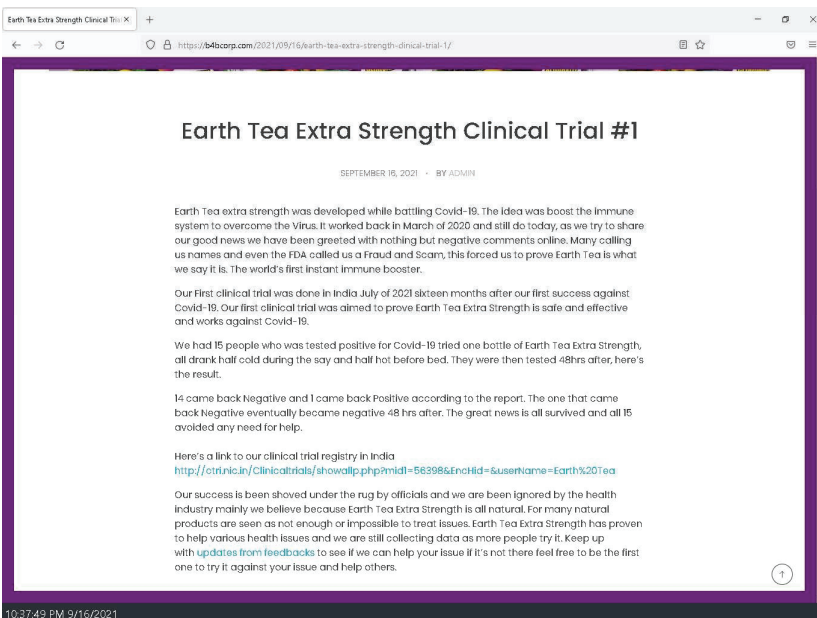 Earth Tea Extra Strength Clinical Tria
https://b4bcorp.com/2021/09/16/earth-tea-extra-strength-clinical-trial-1/
Earth Tea Extra Strength Clinical Trial #1
SEPTEMBER 16, 2021 • BY ADMIN
Earth Tea extra strength was developed while battling Covid-19. The idea was boost the immune
system to overcome the Virus. It worked back in March of 2020 and still do today, as we try to share
our good news we have been greeted with nothing but negative comments online. Many calling
us names and even the FDA called us a Fraud and Scam, this forced us to prove Earth Tea is what
we say it is. The world's first instant immune booster.
Our First clinical trial was done in India July of 2021 sixteen months after our first success against
Covid-19. Our first clinical trial was aimed to prove Earth Tea Extra Strength is safe and effective
and works against Covid-19.
We had 15 people who was tested positive for Covid-19 tried one bottle of Earth Tea Extra Strength,
all drank half cold during the say and half hot before bed. They were then tested 48hrs after, here's
the result.
14 came back Negative and 1 came back Positive according to the report. The one that came
back Negative eventually became negative 48 hrs after. The great news is all survived and all 15
avoided any need for help.
Here's a link to our clinical trial registry in India
http://ctri.nic.in/Clinicaltrials/showallp.php?mid1=56398&EncHid=&userName=Earth%20Tea
Our success is been shoved under the rug by officials and we are been ignored by the health
industry mainly we believe because Earth Tea Extra Strength is all natural. For many natural
products are seen as not enough or impossible to treat issues. Earth Tea Extra Strength has proven
to help various health issues and we are still collecting data as more people try it. Keep up
with updates from feedbacks to see if we can help your issue if it's not there feel free to be the first
one to try it against your issue and help others.
10:37:49 PM 9/16/2021